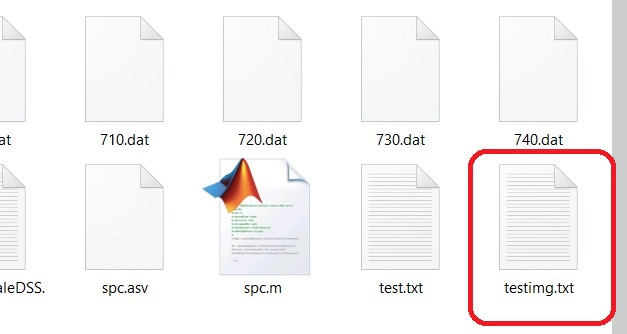 at
710.dat
720.dat
730.dat
740.dat
aleDSS.
spc.asv
spc.m
test.txt
testimg.txt